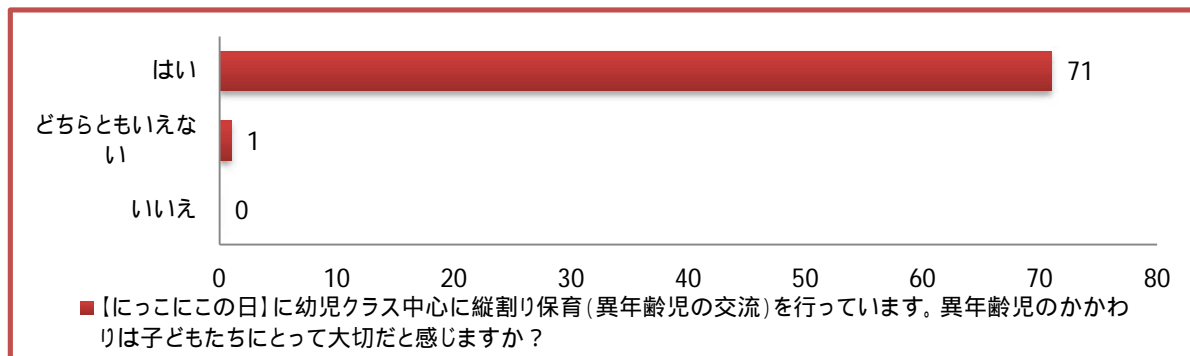 はい
71
どちらともいえな
い
1
いいえ
0
0 10 20 30 40 50 60 70 80
【にっこにこの日】に幼児クラス中心に縦割り保育(異年齢児の交流)を行っています。異年齢児のかかわ
りは子どもたちにとって大切だと感じますか?